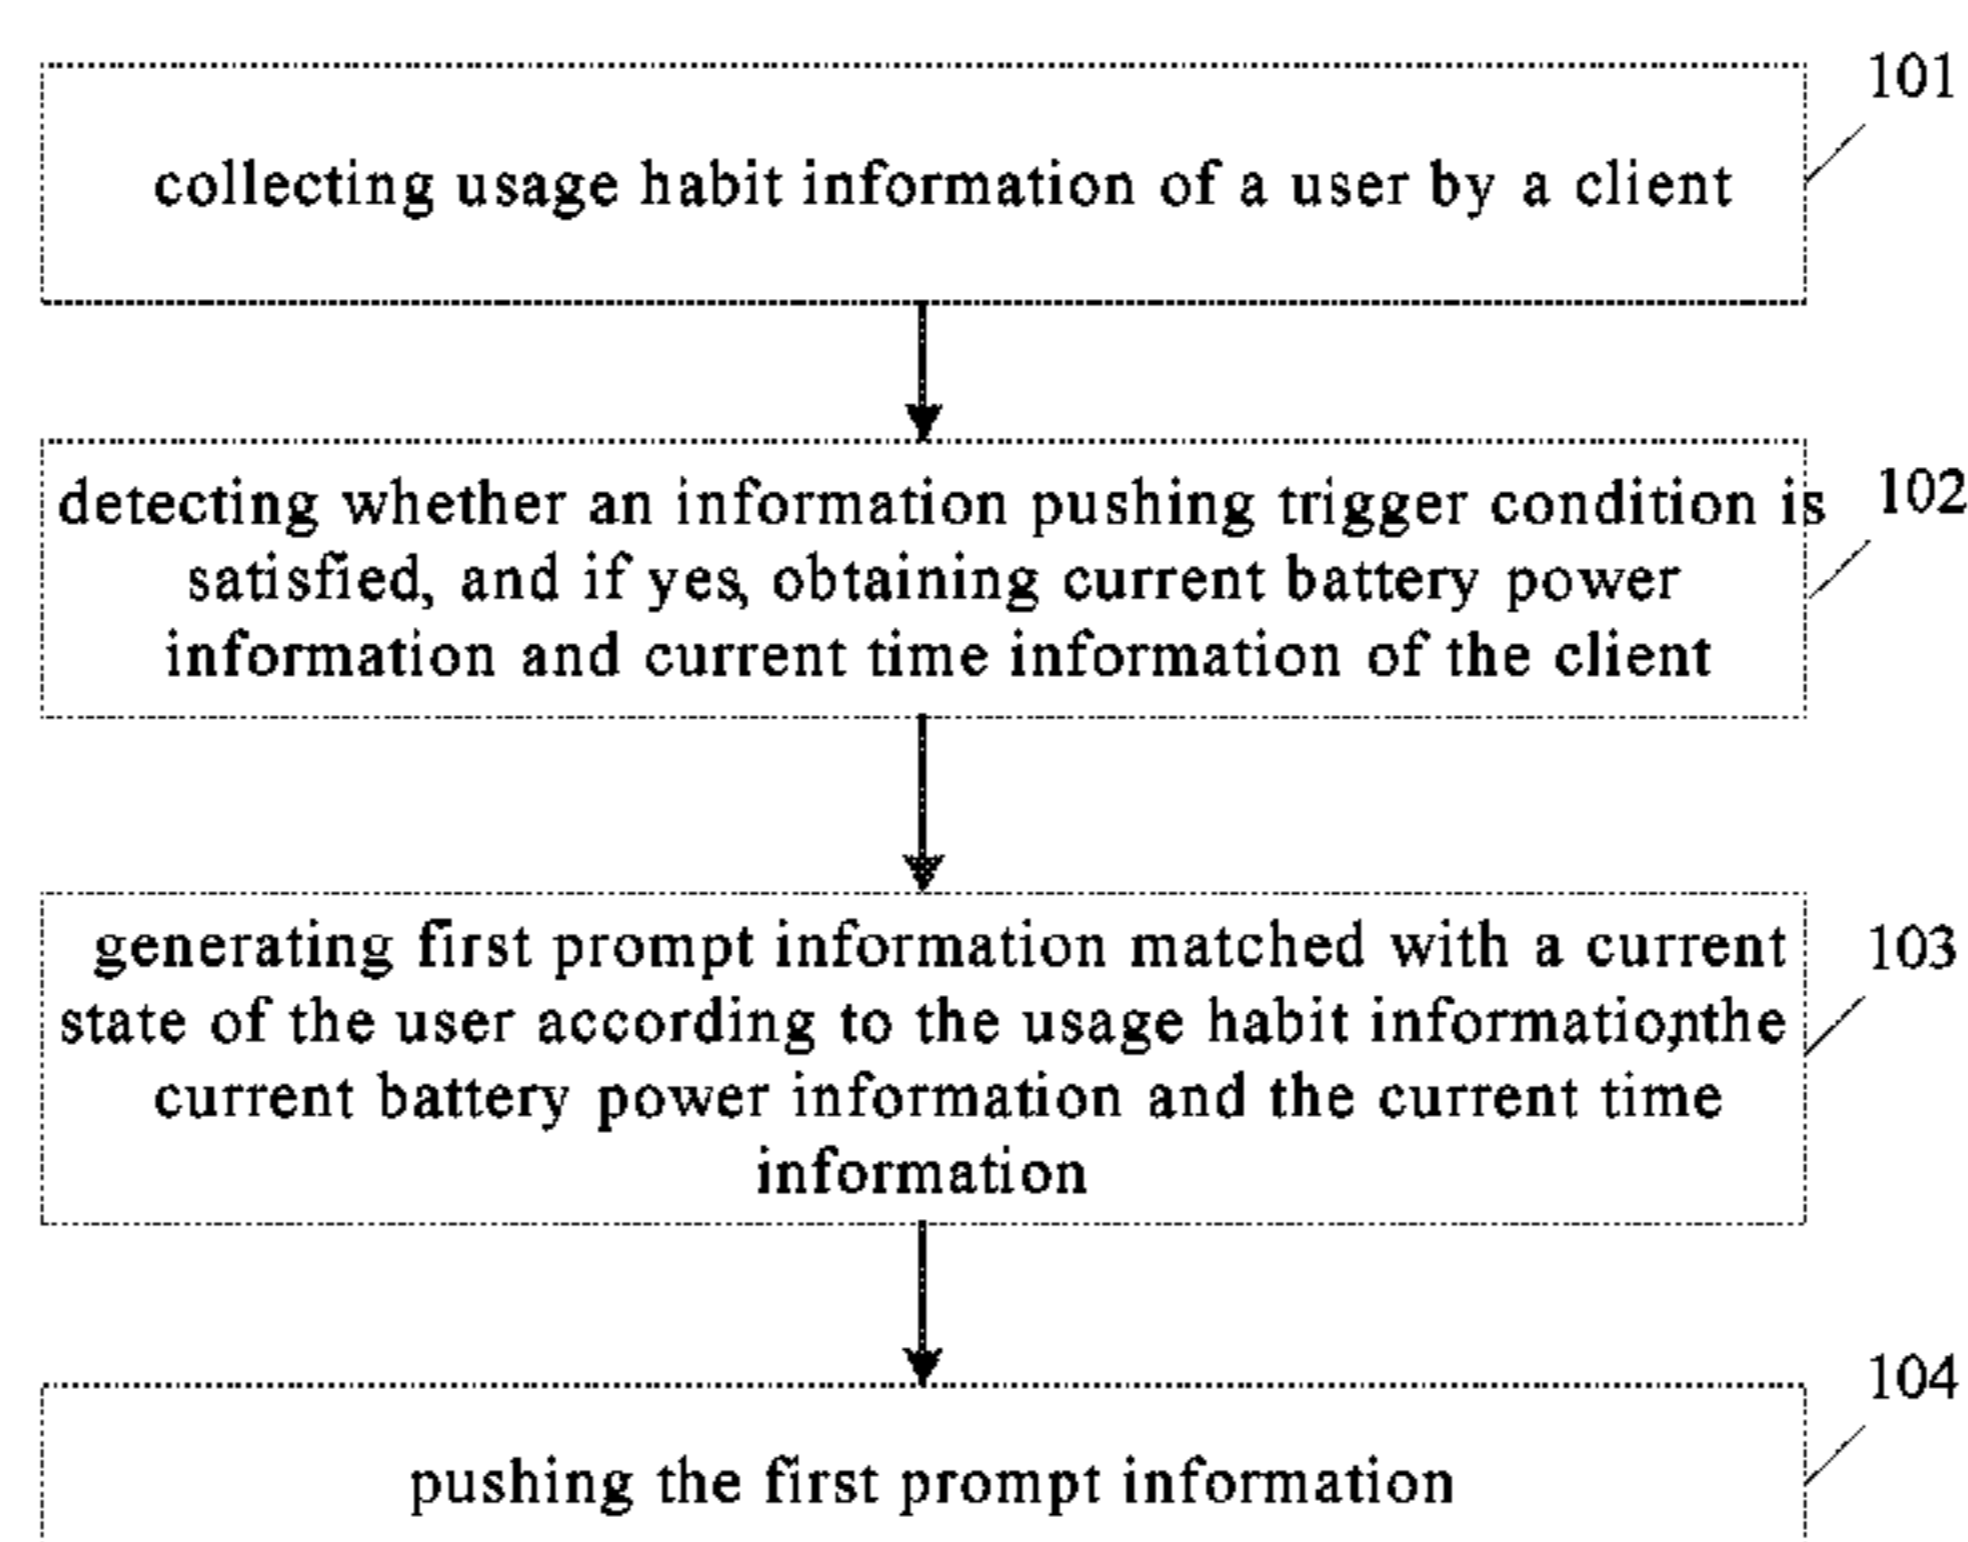 101
collecting usage habit information of a user by a client
102
detecting whether an information pushing trigger condition is
satisfied, and if yes, obtaining current battery power
information and current time information of the client
103
generating first prompt information matched with a current
state of the user according to the usage habit information, the
current battery power information and the current time
information
104
pushing the first prompt information